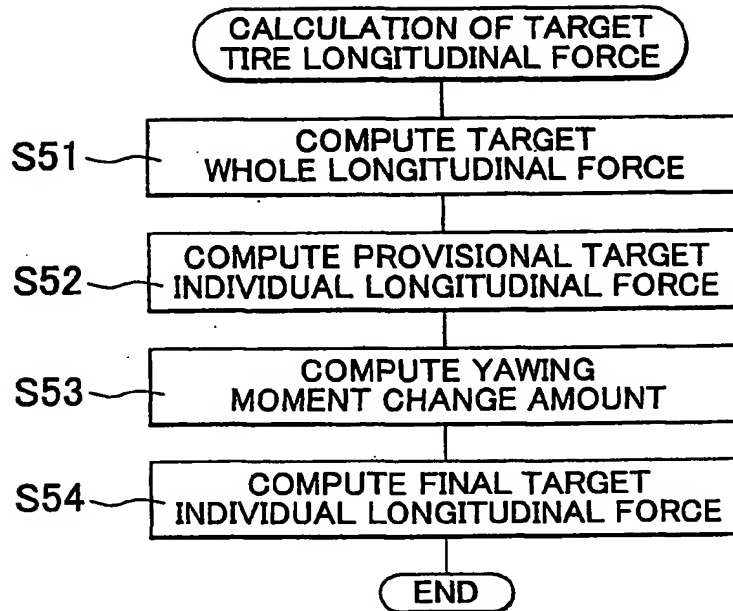 CALCULATION OF TARGET
TIRE LONGITUDINAL FORCE
S51
COMPUTE TARGET
WHOLE LONGITUDINAL FORCE
S52
COMPUTE PROVISIONAL TARGET
INDIVIDUAL LONGITUDINAL FORCE
S53
COMPUTE YAWING
MOMENT CHANGE AMOUNT
S54
COMPUTE FINAL TARGET
INDIVIDUAL LONGITUDINAL FORCE
END